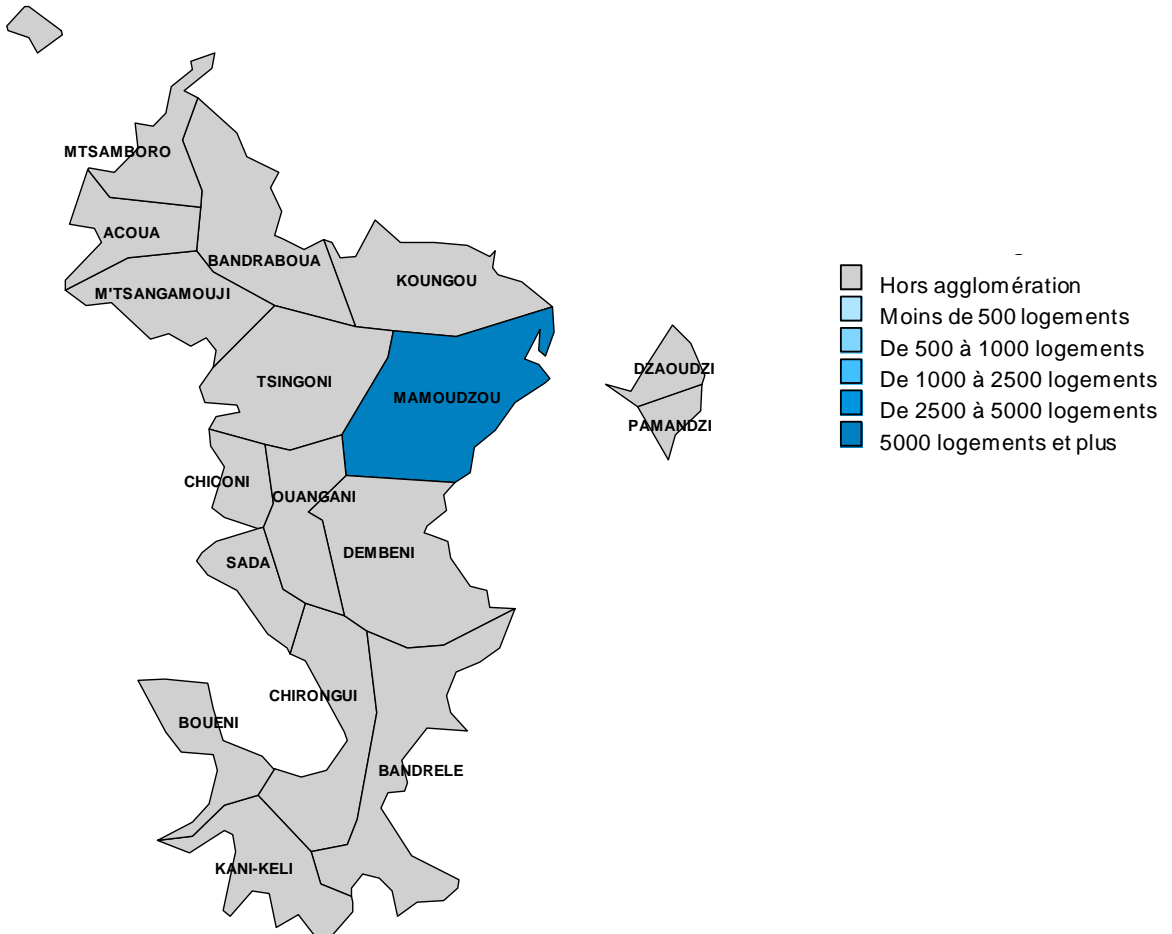 MTSAMBORO
ACOUA
BANDRABOUA
KOUNGOU
M'TSANGAMOUJI
DZAOUDZI
TSINGONI
MAMOUDZOU
PAMANDZI
CHICONI
OUANGANI
DEMBENI
SADA
CHIRONGUI
BOUENI
BANDRELE
KANI-KELI
Hors agglomération
Moins de 500 logements
De 500 à 1000 logements
De 1000 à 2500 logements
De 2500 à 5000 logements
5000 logements et plus